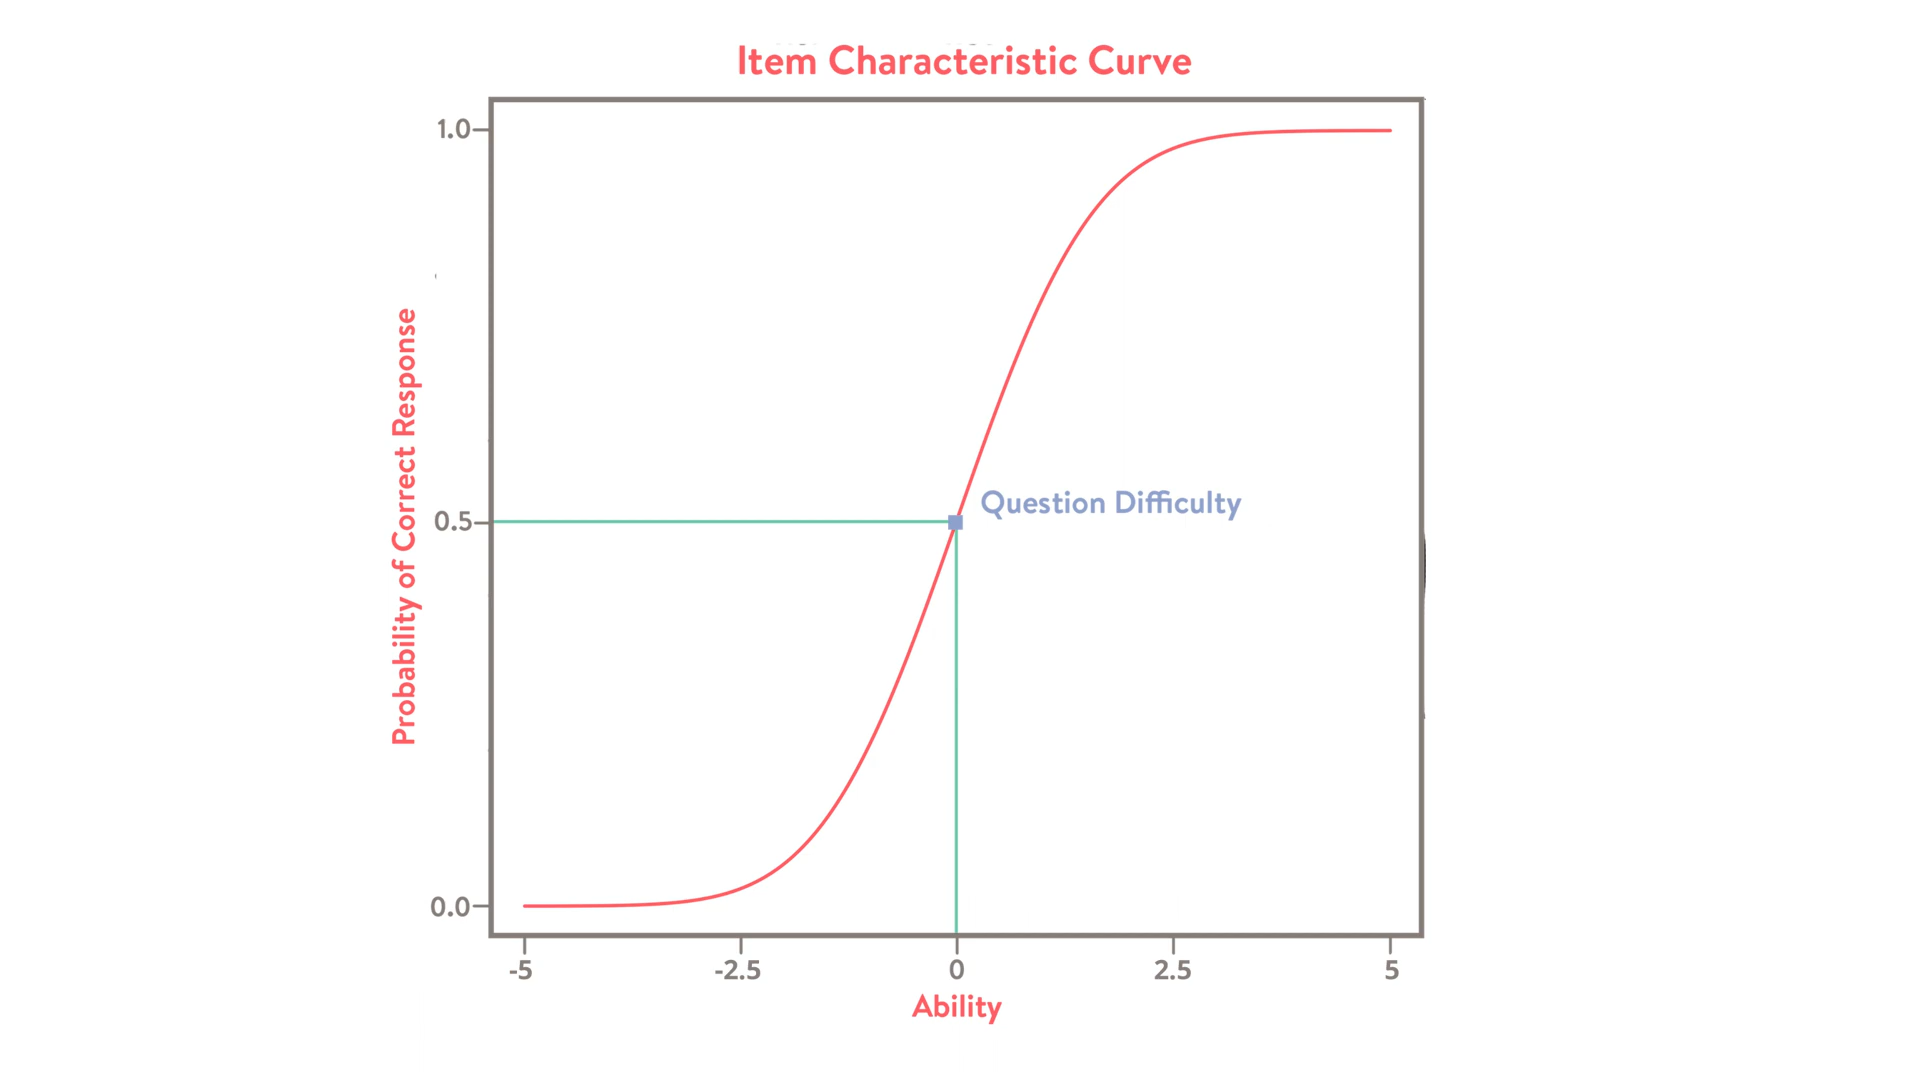 Item Characteristic Curve
1.0
Probability of Correct Response
Question Difficulty
0.5
0.0
-5
-2.5
0
2.5
5
Ability